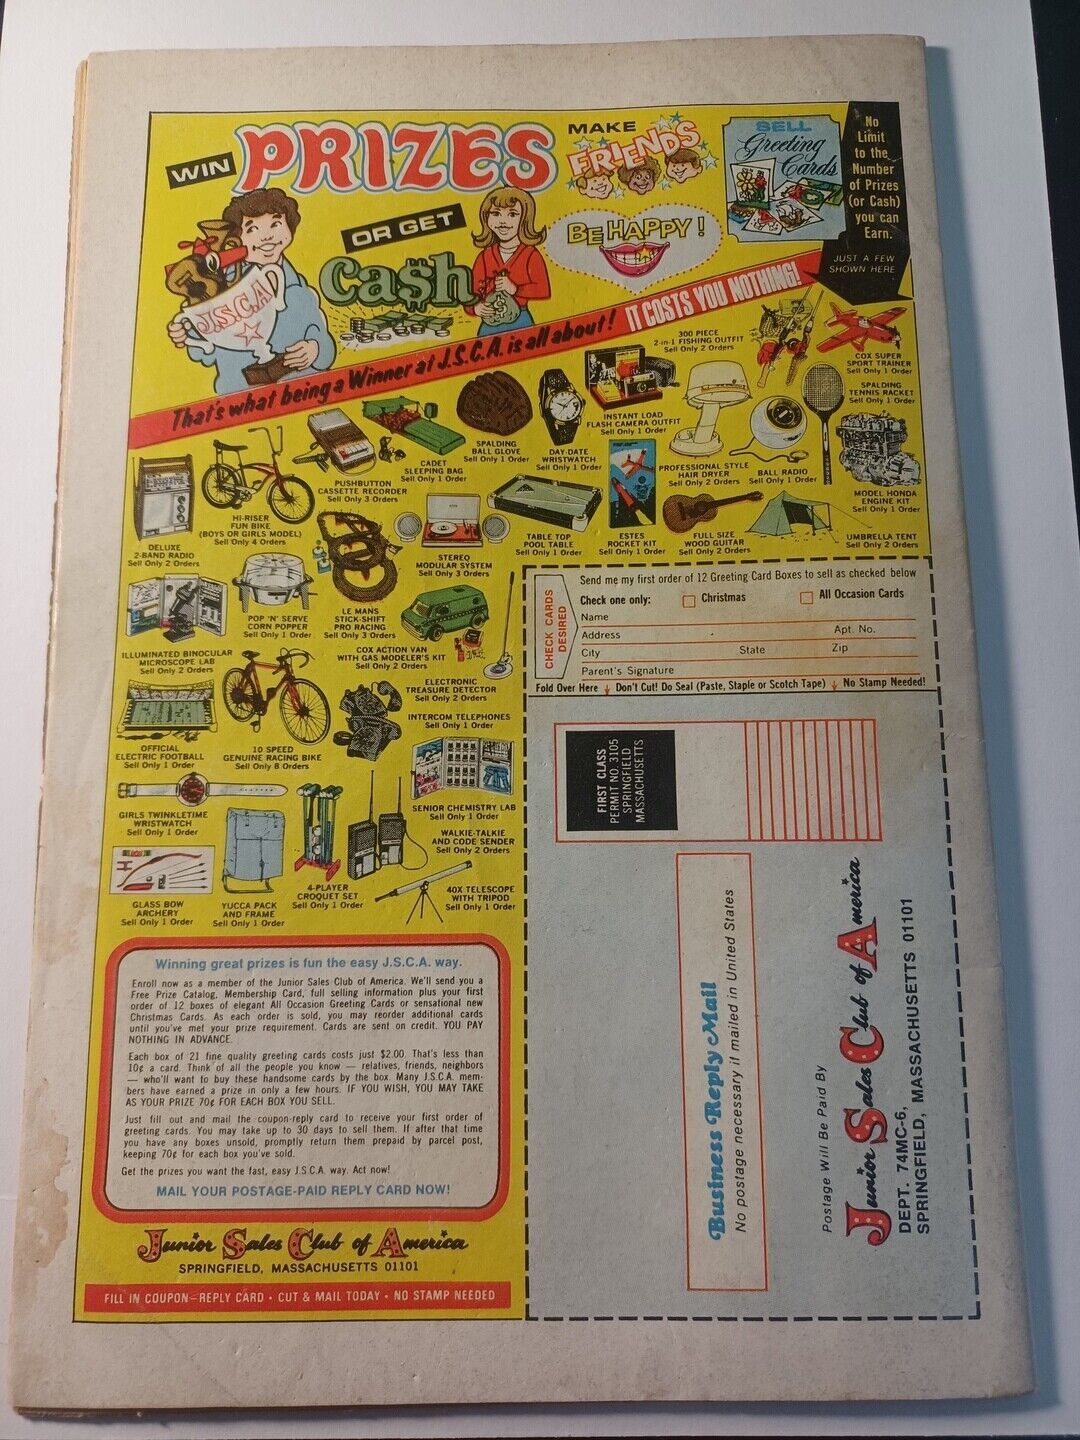 WIN PRIZES
MAKE
FRIENDS
SELL
Greeting
Cards
No
Limit
to the
Number
of Prizes
(or Cash)
you can
Earn.
JUST A FEW
SHOWN HERE
OR GET
Ca$h
BE HAPPY!
J.S.C.A.
That's what being a Winner at J.S.C.A. is all about! IT COSTS YOU NOTHING!
300 PIECE
2-in-1 FISHING OUTFIT
Sell Only 2 Orders
COX SUPER
SPORT TRAINER
Sell Only 1 Order
SPALDING
TENNIS RACKET
Sell Only 1 Order
INSTANT LOAD
FLASH CAMERA OUTFIT
Sell Only 1 Order
SPALDING
BALL GLOVE
Sell Only 1 Order
DAY-DATE
WRISTWATCH
Sell Only 1 Order
CADET
SLEEPING BAG
Sell Only 1 Order
PROFESSIONAL STYLE
HAIR DRYER
Sell Only 2 Orders
BALL RADIO
Sell Only 1 Order
PUSHBUTTON
CASSETTE RECORDER
Sell Only 3 Orders
MODEL HONDA
ENGINE KIT
Sell Only 1 Order
HI-RISER
FUN BIKE
(BOYS OR GIRLS MODEL)
Sell Only 4 Orders
DELUXE
2-BAND RADIO
Sell Only 2 Orders
STEREO
MODULAR SYSTEM
Sell Only 3 Orders
TABLE TOP
POOL TABLE
Sell Only 1 Order
ESTES
ROCKET KIT
Sell Only 1 Order
FULL SIZE
WOOD GUITAR
Sell Only 2 Orders
UMBRELLA TENT
Sell Only 2 Orders
POP 'N' SERVE
CORN POPPER
Sell Only 1 Order
LE MANS
STICK-SHIFT
PRO RACING
Sell Only 3 Orders
COX ACTION VAN
WITH GAS MODELER'S KIT
Sell Only 2 Orders
ILLUMINATED BINOCULAR
MICROSCOPE LAB
Sell Only 2 Orders
ELECTRONIC
TREASURE DETECTOR
Sell Only 2 Orders
INTERCOM TELEPHONES
Sell Only 1 Order
OFFICIAL
ELECTRIC FOOTBALL
Sell Only 1 Order
10 SPEED
GENUINE RACING BIKE
Sell Only 8 Orders
SENIOR CHEMISTRY LAB
Sell Only 1 Order
GIRLS TWINKLETIME
WRISTWATCH
Sell Only 1 Order
WALKIE-TALKIE
AND CODE SENDER
Sell Only 2 Orders
GLASS BOW
ARCHERY
Sell Only 1 Order
YUCCA PACK
AND FRAME
Sell Only 1 Order
4-PLAYER
CROQUET SET
Sell Only 1 Order
40X TELESCOPE
WITH TRIPOD
Sell Only 1 Order
Winning great prizes is fun the easy J.S.C.A. way.
Enroll now as a member of the Junior Sales Club of America. We'll send you a
Free Prize Catalog, Membership Card, full selling information plus your first
order of 12 boxes of elegant All Occasion Greeting Cards or sensational new
Christmas Cards. As each order is sold, you may reorder additional cards
until you've met your prize requirement. Cards are sent on credit. YOU PAY
NOTHING IN ADVANCE.
Each box of 21 fine quality greeting cards costs just $2.00. That's less than
10¢ a card. Think of all the people you know — relatives, friends, neighbors
— who'll want to buy these handsome cards by the box. Many J.S.C.A. mem-
bers have earned a prize in only a few hours. IF YOU WISH, YOU MAY TAKE
AS YOUR PRIZE 70¢ FOR EACH BOX YOU SELL.
Just fill out and mail the coupon-reply card to receive your first order of
greeting cards. You may take up to 30 days to sell them. If after that time
you have any boxes unsold, promptly return them prepaid by parcel post,
keeping 70¢ for each box you've sold.
Get the prizes you want the fast, easy J.S.C.A. way. Act now!
MAIL YOUR POSTAGE-PAID REPLY CARD NOW!
Junior Sales Club of America
SPRINGFIELD, MASSACHUSETTS 01101
FILL IN COUPON-REPLY CARD • CUT & MAIL TODAY • NO STAMP NEEDED
CHECK CARDS
DESIRED
Send me my first order of 12 Greeting Card Boxes to sell as checked below
Check one only: Christmas All Occasion Cards
Name
Address Apt. No.
City State Zip
Parent's Signature
Fold Over Here Don't Cut! Do Seal (Paste, Staple or Scotch Tape) No Stamp Needed!
FIRST CLASS
PERMIT NO. 3105
SPRINGFIELD
MASSACHUSETTS
Business Reply Mail
No postage necessary if mailed in United States
Postage Will Be Paid By
Junior Sales Club of America
DEPT. 74MC-6,
SPRINGFIELD, MASSACHUSETTS 01101